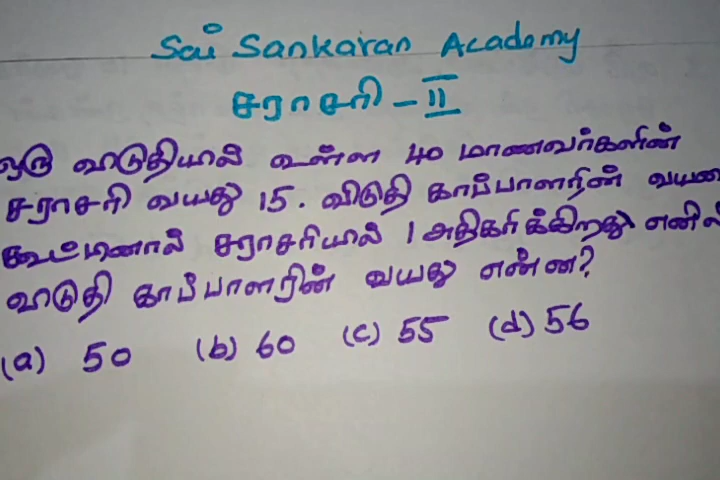 Sai Sankaran Academy
சராசரி - II
ஒரு விடுதியில் உள்ள 40 மாணவர்களின்
சராசரி வயது 15. விடுதி காப்பாளரின் வயதை
கூட்டினால் சராசரியில் 1 அதிகரிக்கிறது எனில்
விடுதி காப்பாளரின் வயது என்ன?
(a) 50 (b) 60 (c) 55 (d) 56